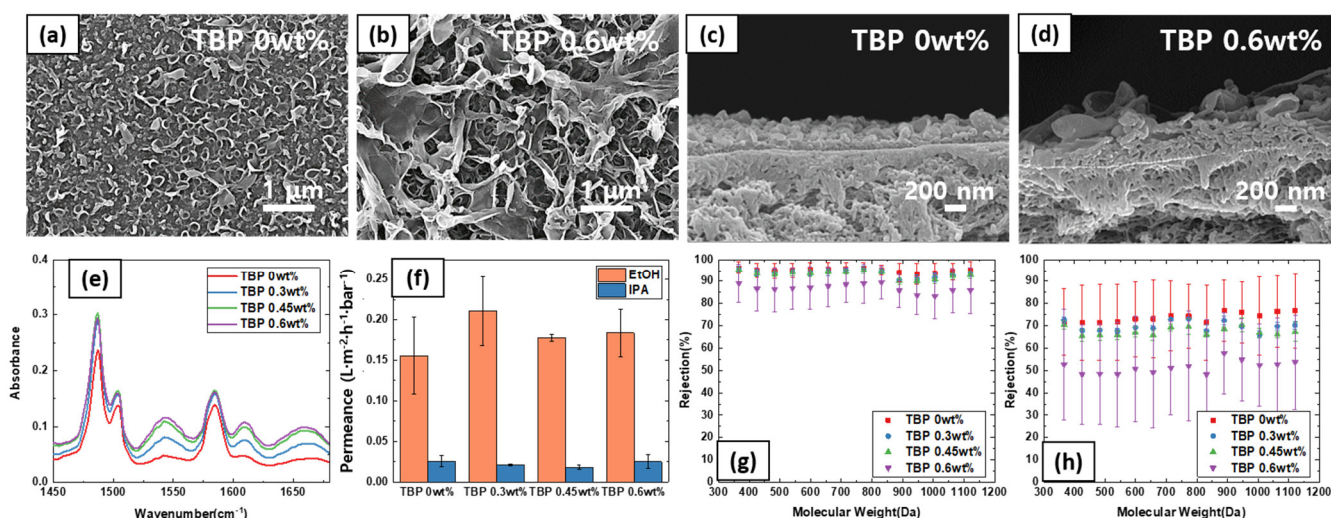 (a)
TBP 0wt%
1 μm
(b)
TBP 0.6wt%
1 μm
(c)
TBP 0wt%
200 nm
(d)
TBP 0.6wt%
200 nm
(e)
Absorbance
0.4
0.3
0.2
0.1
0.0
TBP 0wt%
TBP 0.3wt%
TBP 0.45wt%
TBP 0.6wt%
1450 1500 1550 1600 1650
Wavenumber(cm⁻¹)
(f)
Permeance (L·m⁻²·h⁻¹·bar⁻¹)
0.25
0.20
0.15
0.10
0.05
0.00
EtOH
IPA
TBP 0wt% TBP 0.3wt% TBP 0.45wt% TBP 0.6wt%
(g)
Rejection(%)
100
90
80
70
60
50
40
30
20
10
0
TBP 0wt%
TBP 0.3wt%
TBP 0.45wt%
TBP 0.6wt%
300 400 500 600 700 800 900 1000 1100 1200
Molecular Weight(Da)
(h)
Rejection(%)
100
90
80
70
60
50
40
30
20
10
0
TBP 0wt%
TBP 0.3wt%
TBP 0.45wt%
TBP 0.6wt%
300 400 500 600 700 800 900 1000 1100 1200
Molecular Weight(Da)